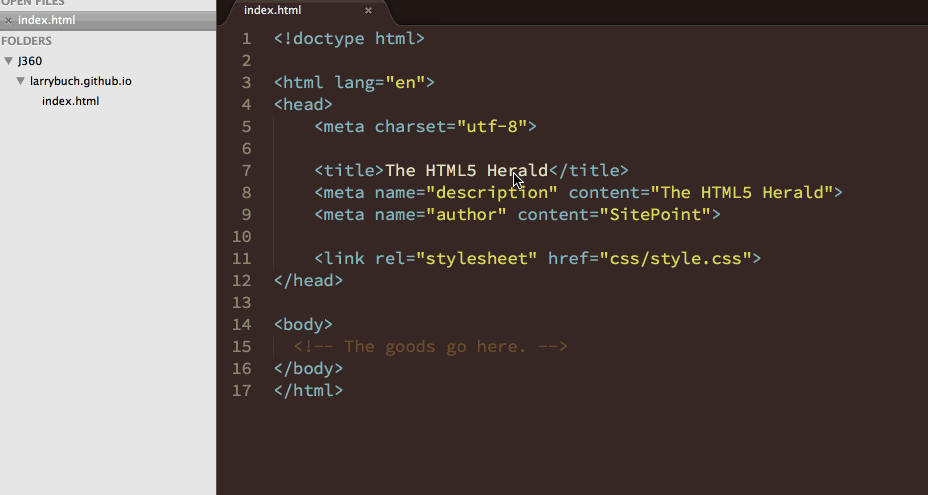 OPEN FILES
× index.html
FOLDERS
▼ J360
▼ larrybuch.github.io
index.html
index.html ×
1 <!doctype html>
2
3 <html lang="en">
4 <head>
5 <meta charset="utf-8">
6
7 <title>The HTML5 Herald</title>
8 <meta name="description" content="The HTML5 Herald">
9 <meta name="author" content="SitePoint">
10
11 <link rel="stylesheet" href="css/style.css">
12 </head>
13
14 <body>
15 <!-- The goods go here. -->
16 </body>
17 </html>